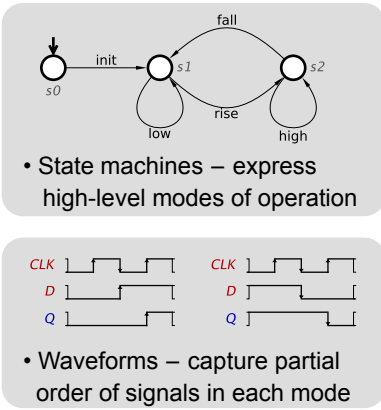 fall
init
s1
s2
s0
rise
low
high
• State machines – express
high-level modes of operation
CLK
CLK
D
D
Q
Q
• Waveforms – capture partial
order of signals in each mode